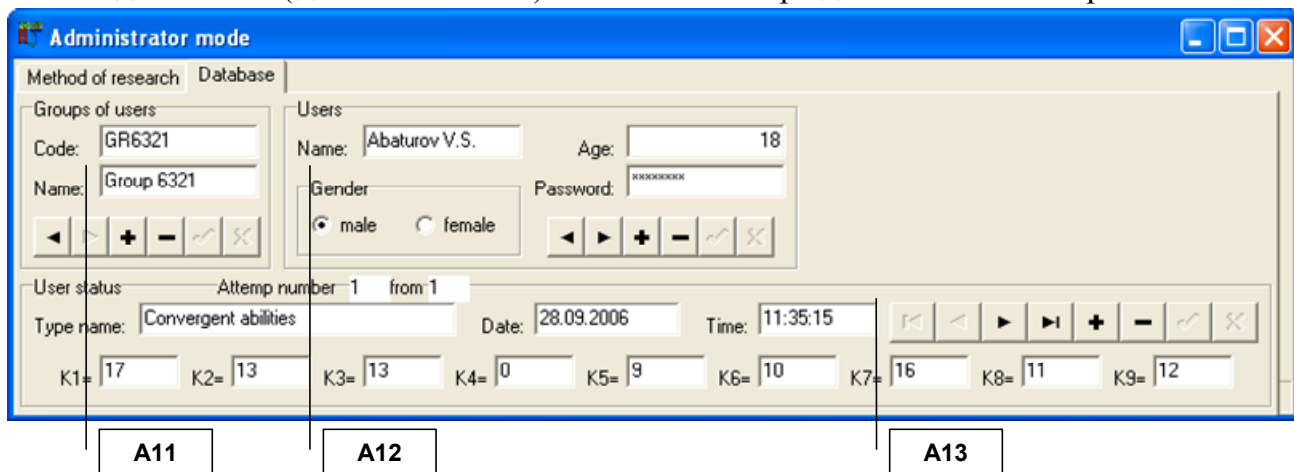 Administrator mode
Method of research Database
Groups of users
Code: GR6321
Name: Group 6321
Users
Name: Abaturov V.S. Age: 18
Gender Password: xxxxxxxx
male female
User status Attemp number 1 from 1
Type name: Convergent abilities Date: 28.09.2006 Time: 11:35:15
K1= 17 K2= 13 K3= 13 K4= 0 K5= 9 K6= 10 K7= 16 K8= 11 K9= 12
A11 A12 A13